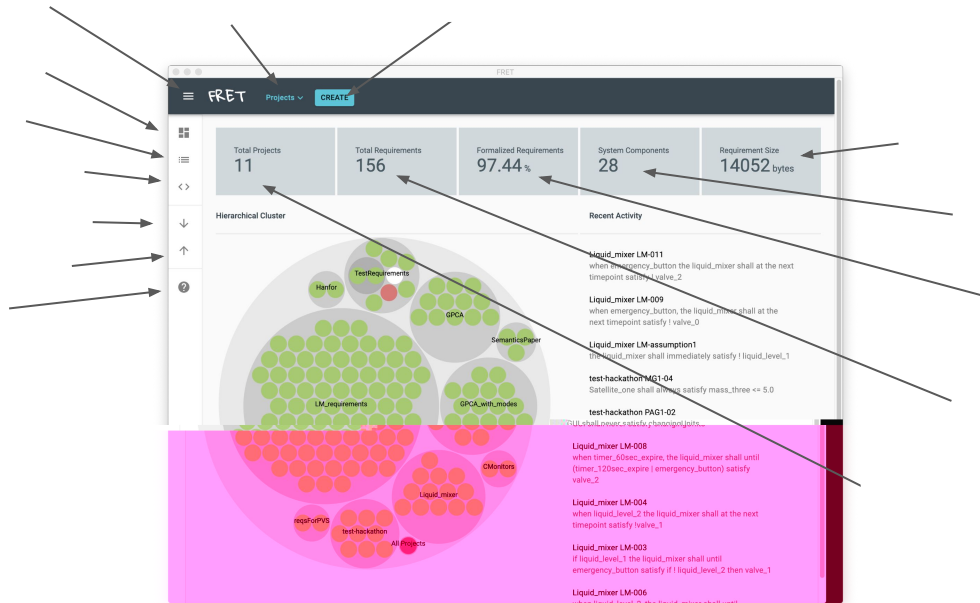 FRET
FRET
Projects
CREATE
Total Projects
11
Total Requirements
156
Formalized Requirements
97.44 %
System Components
28
Requirement Size
14052 bytes
Hierarchical Cluster
TestRequirements
Hanfor
GPCA
SemanticsPaper
LM_requirements
GPCA_with_modes
CMonitors
Liquid_mixer
reqsForPVS
test-hackathon
All Projects
Recent Activity
Liquid_mixer LM-011
when emergency_button the liquid_mixer shall at the next
timepoint satisfy ! valve_2
Liquid_mixer LM-009
when emergency_button, the liquid_mixer shall at the
next timepoint satisfy ! valve_0
Liquid_mixer LM-assumption1
the liquid_mixer shall immediately satisfy ! liquid_level_1
test-hackathon MG1-04
Satellite_one shall always satisfy mass_three <= 5.0
test-hackathon PAG1-02
GUI shall never satisfy
Liquid_mixer LM-008
when timer_60sec_expire, the liquid_mixer shall until
(timer_120sec_expire | emergency_button) satisfy
valve_2
Liquid_mixer LM-004
when liquid_level_2 the liquid_mixer shall at the next
timepoint satisfy !valve_1
Liquid_mixer LM-003
if liquid_level_1 the liquid_mixer shall until
emergency_button satisfy if ! liquid_level_2 then valve_1
Liquid_mixer LM-006